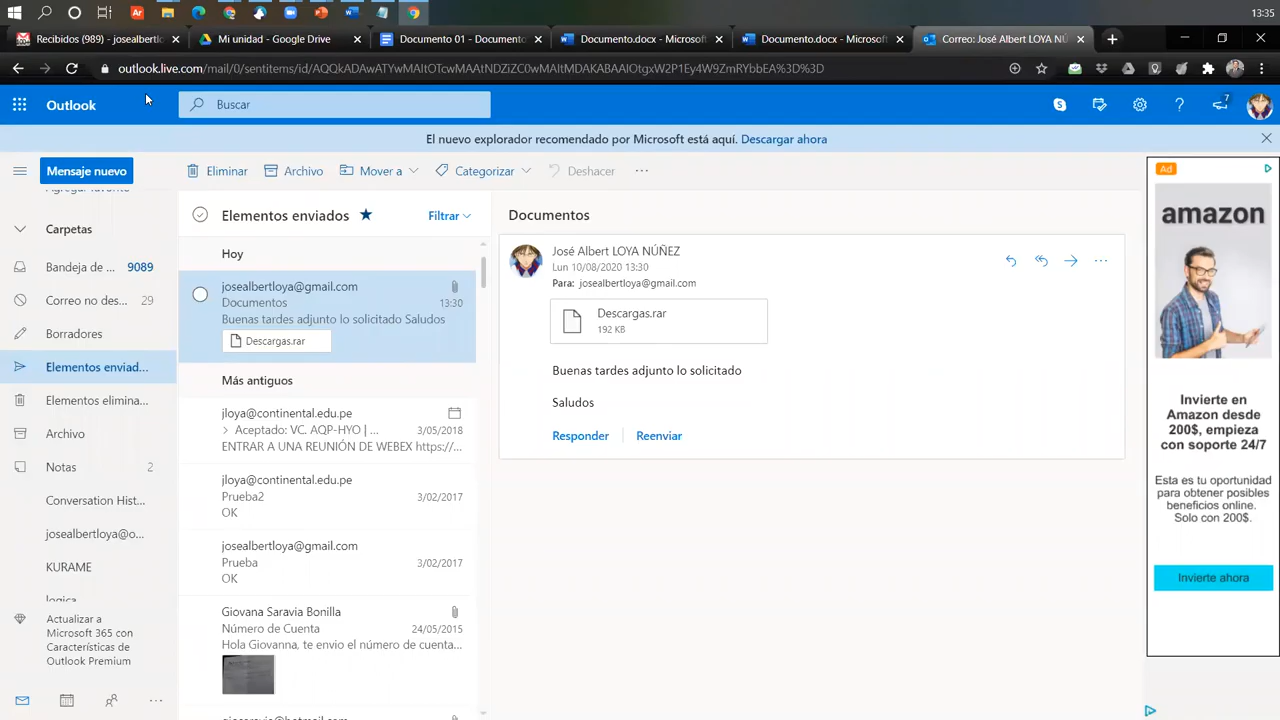 13:35
Recibidos (989) - josealbertlo
Mi unidad - Google Drive
Documento 01 - Documento
Documento.docx - Microsoft
Documento.docx - Microsoft
Correo: José Albert LOYA NÚ
outlook.live.com/mail/0/sentitems/id/AQQkADAwATYwMAItOTcwMAAtNDZjZC0wMAItMDAKABAAlOtgxW2P1Ey4W9ZmRYbbEA%3D%3D
Outlook
Buscar
7
El nuevo explorador recomendado por Microsoft está aquí. Descargar ahora
Mensaje nuevo
Eliminar
Archivo
Mover a
Categorizar
Deshacer
Agregar favorito
Carpetas
Bandeja de ... 9089
Correo no des... 29
Borradores
Elementos enviad...
Elementos elimina...
Archivo
Notas 2
Conversation Hist...
josealbertloya@o...
KURAME
logica
Actualizar a
Microsoft 365 con
Características de
Outlook Premium
Elementos enviados
Filtrar
Hoy
josealbertloya@gmail.com
Documentos 13:30
Buenas tardes adjunto lo solicitado Saludos
Descargas.rar
Más antiguos
jloya@continental.edu.pe
Aceptado: VC. AQP-HYO | ... 3/05/2018
ENTRAR A UNA REUNIÓN DE WEBEX https://...
jloya@continental.edu.pe
Prueba2 3/02/2017
OK
josealbertloya@gmail.com
Prueba 3/02/2017
OK
Giovana Saravia Bonilla
Número de Cuenta 24/05/2015
Hola Giovanna, te envio el número de cuenta...
Documentos
José Albert LOYA NÚÑEZ
Lun 10/08/2020 13:30
Para: josealbertloya@gmail.com
Descargas.rar
192 KB
Buenas tardes adjunto lo solicitado
Saludos
Responder
Reenviar
Ad
amazon
Invierte en
Amazon desde
200$, empieza
con soporte 24/7
Esta es tu oportunidad
para obtener posibles
beneficios online.
Solo con 200$.
Invierte ahora